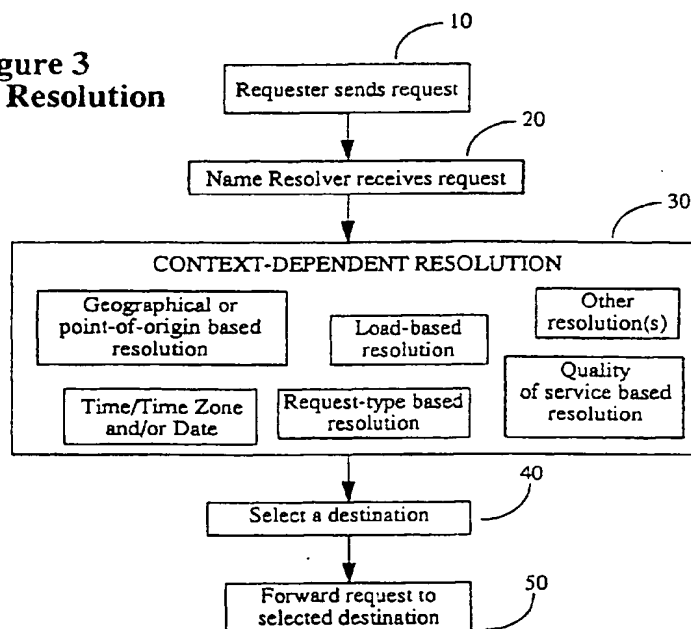 gure 3
Resolution
10
Requester sends request
20
Name Resolver receives request
30
CONTEXT-DEPENDENT RESOLUTION
Geographical or
point-of-origin based
resolution
Load-based
resolution
Other
resolution(s)
Time/Time Zone
and/or Date
Request-type based
resolution
Quality
of service based
resolution
40
Select a destination
50
Forward request to
selected destination